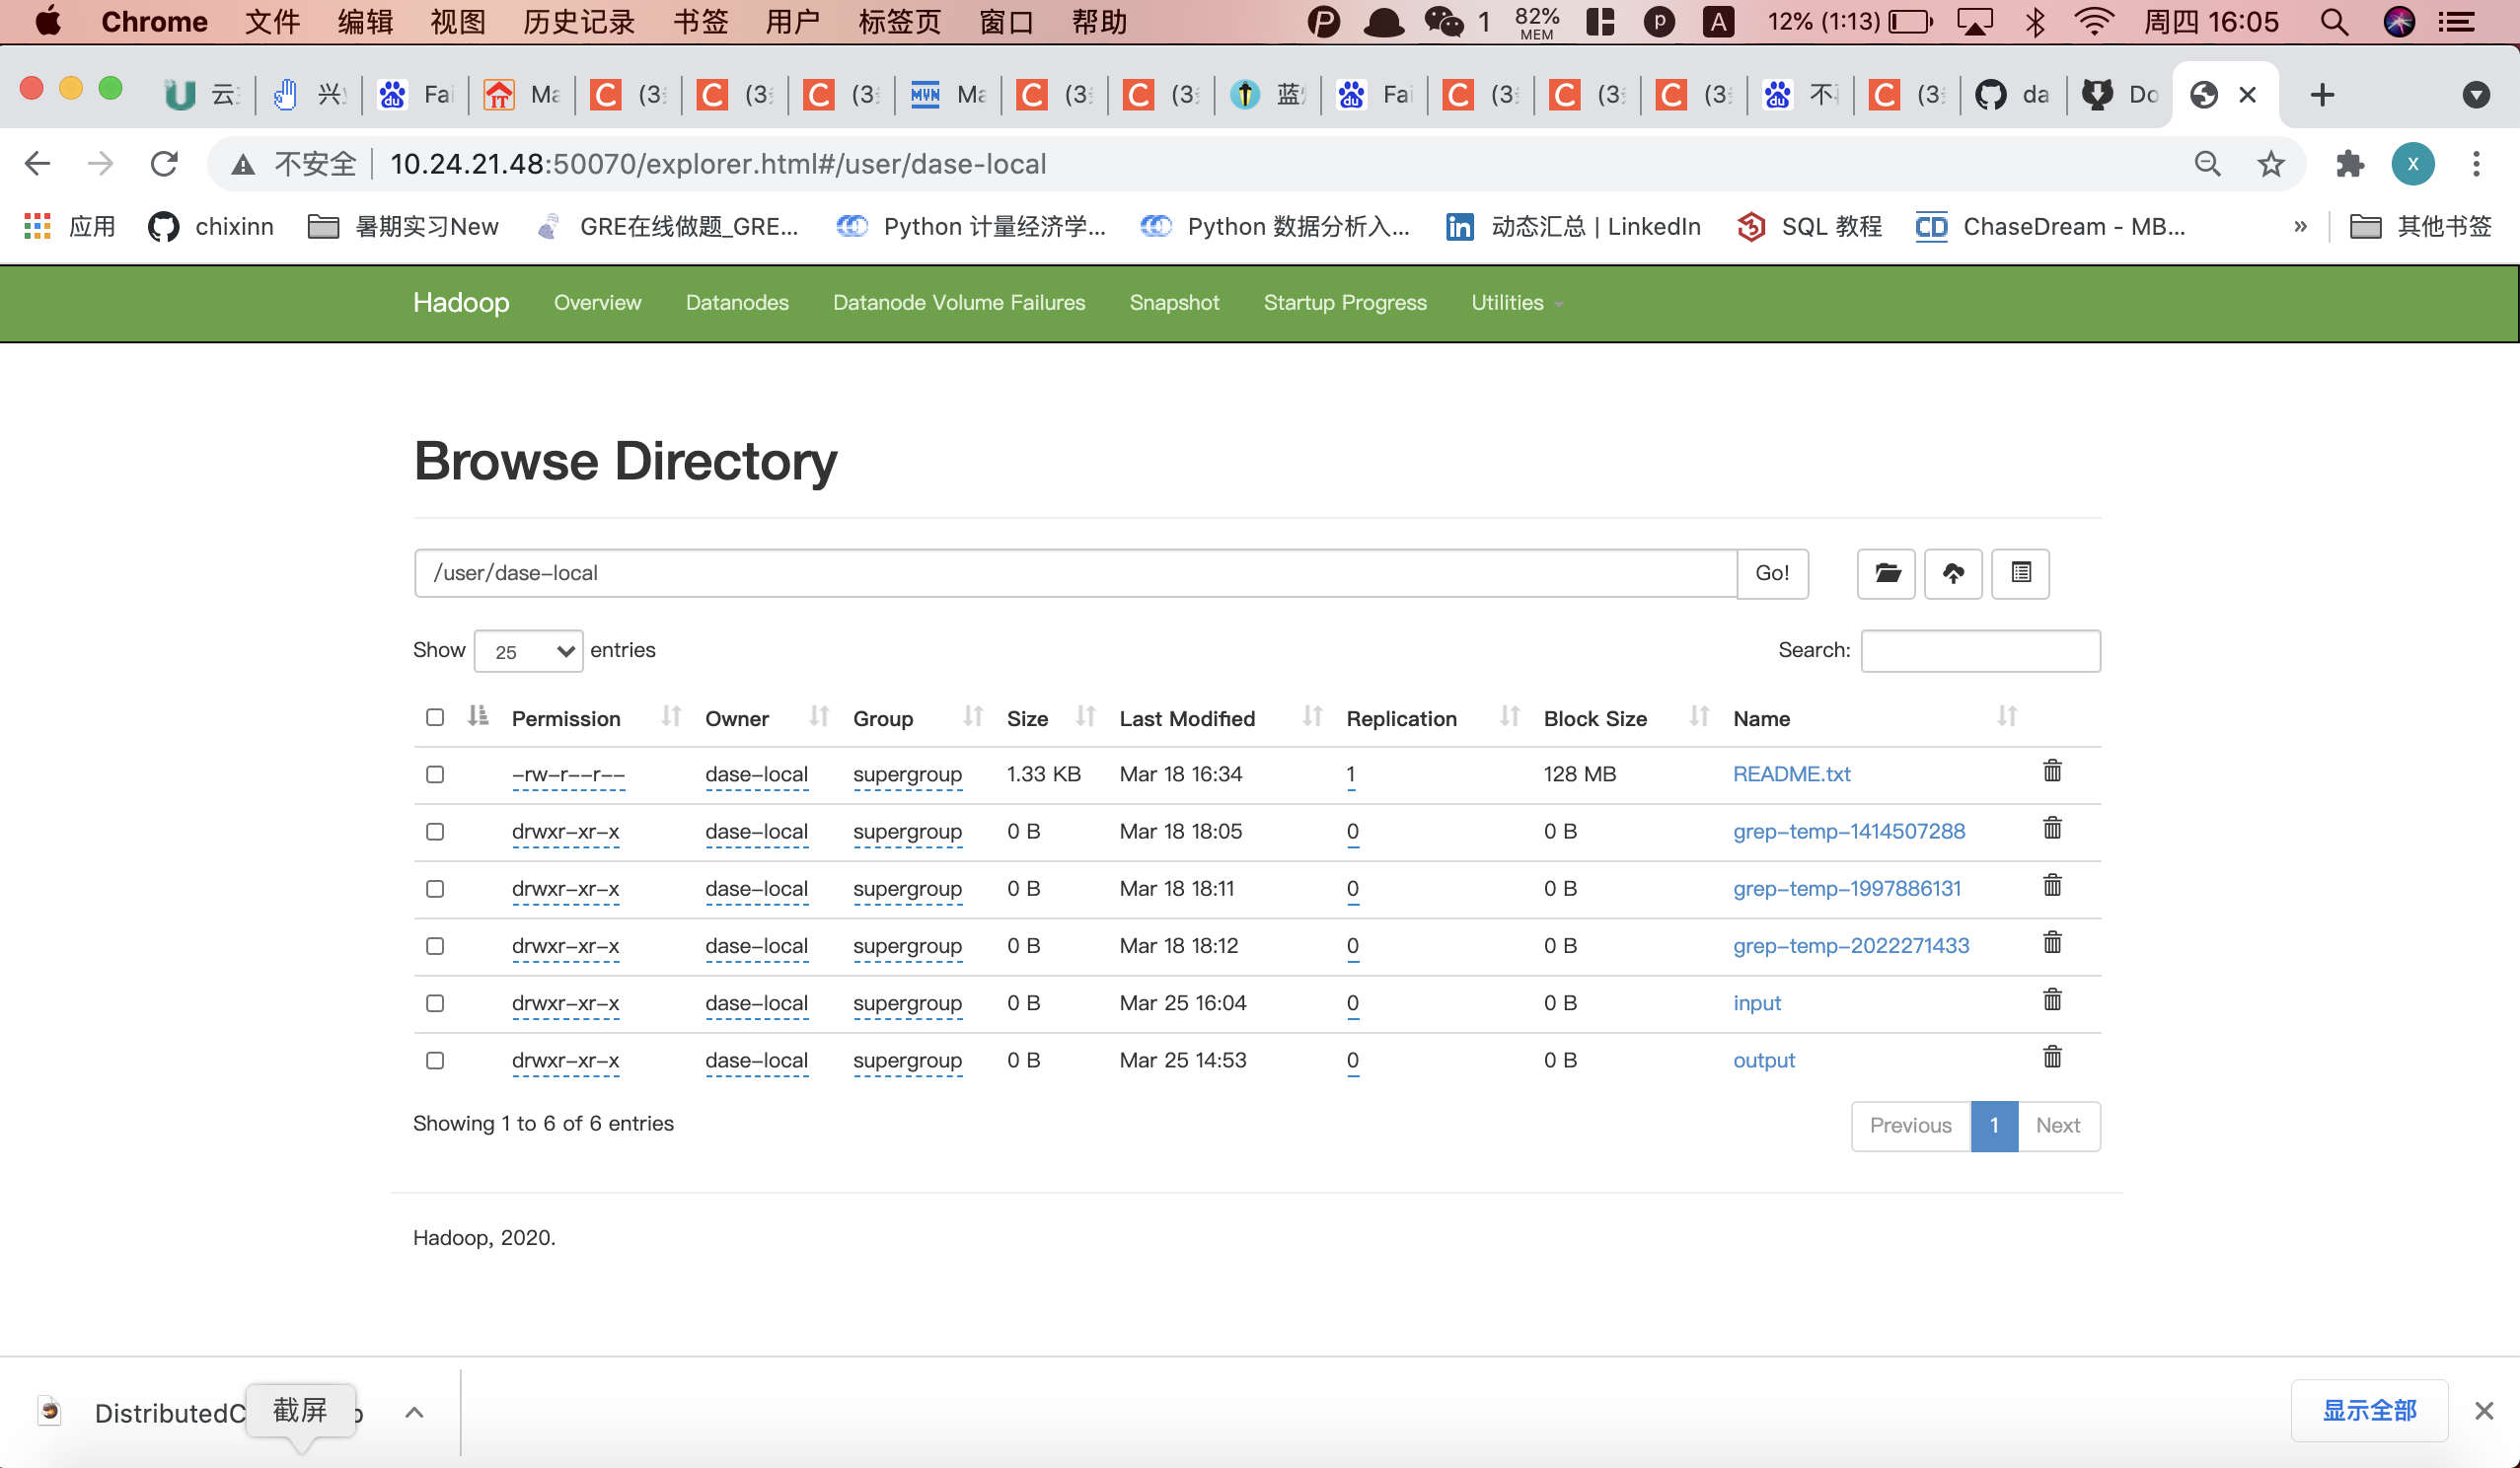 Chrome 文件 编辑 视图 历史记录 书签 用户 标签页 窗口 帮助 1 82% MEM 12% (1:13) 周四 16:05
云 兴 Fai Ma (3 (3 (3 MVN Ma (3 (3 蓝 Fai (3 (3 (3 不 (3 da Do
不安全 10.24.21.48:50070/explorer.html#/user/dase-local X
应用 chixinn 暑期实习New GRE在线做题_GRE... Python 计量经济学... Python 数据分析入... 动态汇总 | LinkedIn SQL 教程 ChaseDream - MB... » 其他书签
Hadoop Overview Datanodes Datanode Volume Failures Snapshot Startup Progress Utilities
Browse Directory
/user/dase-local Go!
Show 25 entries Search:
Permission Owner Group Size Last Modified Replication Block Size Name
-rw-r--r-- dase-local supergroup 1.33 KB Mar 18 16:34 1 128 MB README.txt
drwxr-xr-x dase-local supergroup 0 B Mar 18 18:05 0 0 B grep-temp-1414507288
drwxr-xr-x dase-local supergroup 0 B Mar 18 18:11 0 0 B grep-temp-1997886131
drwxr-xr-x dase-local supergroup 0 B Mar 18 18:12 0 0 B grep-temp-2022271433
drwxr-xr-x dase-local supergroup 0 B Mar 25 16:04 0 0 B input
drwxr-xr-x dase-local supergroup 0 B Mar 25 14:53 0 0 B output
Showing 1 to 6 of 6 entries Previous 1 Next
Hadoop, 2020.
DistributedC 截屏 显示全部